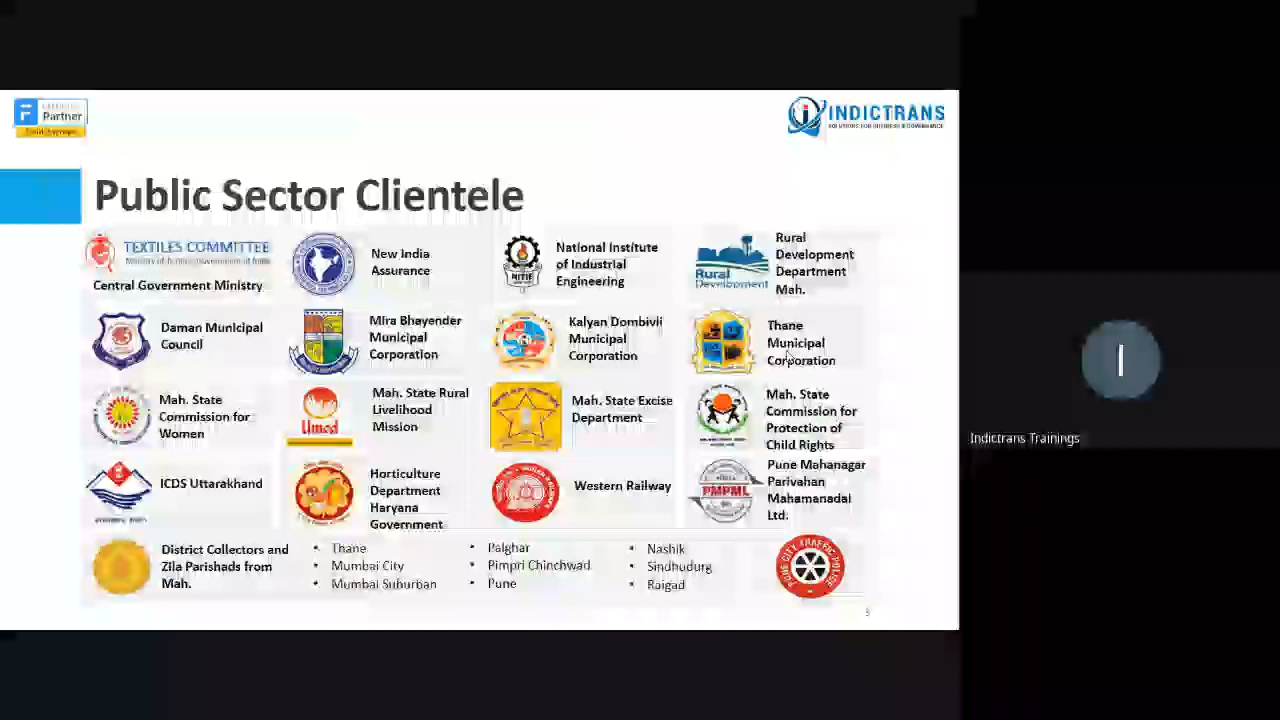 Partner
INDICTRANS
Public Sector Clientele
TEXTILES COMMITTEE
Central Government Ministry
New India
Assurance
NITIE
National Institute
of Industrial
Engineering
Rural
Development
Rural
Development
Department
Mah.
Daman Municipal
Council
Mira Bhayender
Municipal
Corporation
Kalyan Dombivli
Municipal
Corporation
Thane
Municipal
Corporation
Mah. State
Commission for
Women
Umed
Mah. State Rural
Livelihood
Mission
Mah. State Excise
Department
Mah. State
Commission for
Protection of
Child Rights
ICDS Uttarakhand
Horticulture
Department
Haryana
Government
Western Railway
PMPML
Pune Mahanagar
Parivahan
Mahamanadal
Ltd.
District Collectors and
Zila Parishads from
Mah.
• Thane
• Mumbai City
• Mumbai Suburban
• Palghar
• Pimpri Chinchwad
• Pune
• Nashik
• Sindhudurg
• Raigad
PUNE CITY TRAFFIC POLICE
I
Indictrans Trainings